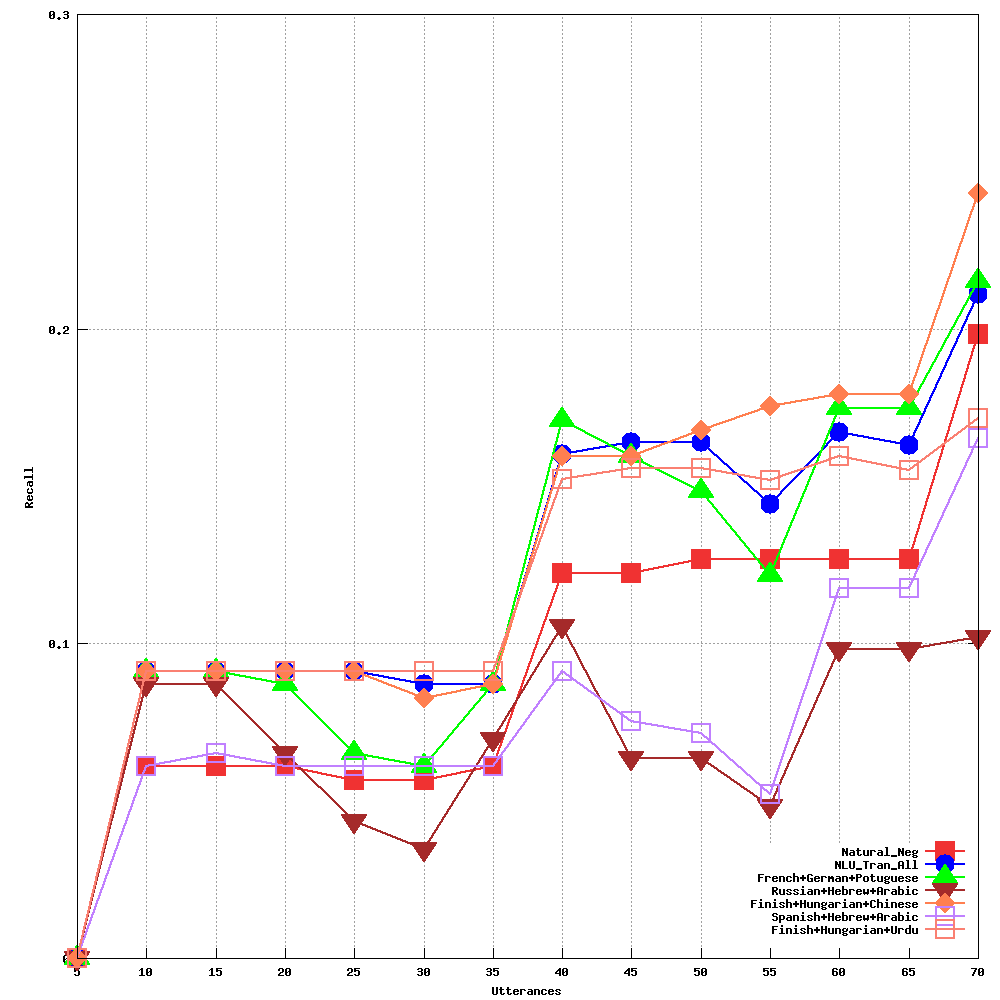 0.3
0.2
0.1
0
Recall
5 10 15 20 25 30 35 40 45 50 55 60 65 70
Utterances
Natural_Neg
NLU_Tran_All
French+German+Potuguese
Russian+Hebrew+Arabic
Finish+Hungarian+Chinese
Spanish+Hebrew+Arabic
Finish+Hungarian+Urdu